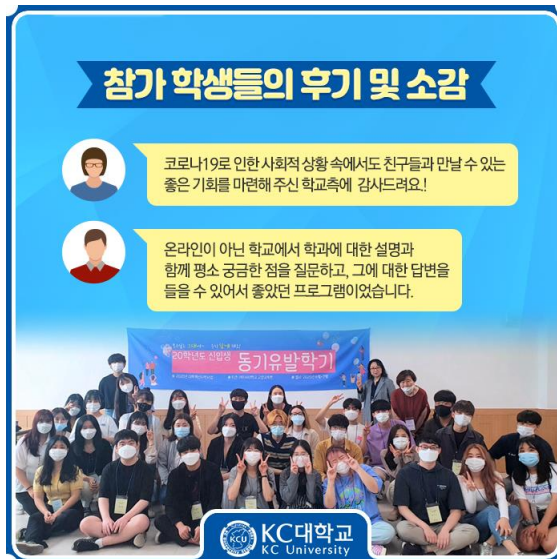 참가 학생들의 후기 및 소감
코로나19로 인한 사회적 상황 속에서도 친구들과 만날 수 있는
좋은 기회를 마련해 주신 학교측에 감사드려요.!
온라인이 아닌 학교에서 학과에 대한 설명과
함께 평소 궁금한 점을 질문하고, 그에 대한 답변을
들을 수 있어서 좋았던 프로그램이었습니다.
20학년도 신입생 동기유발학기
KCU KC대학교
KC University